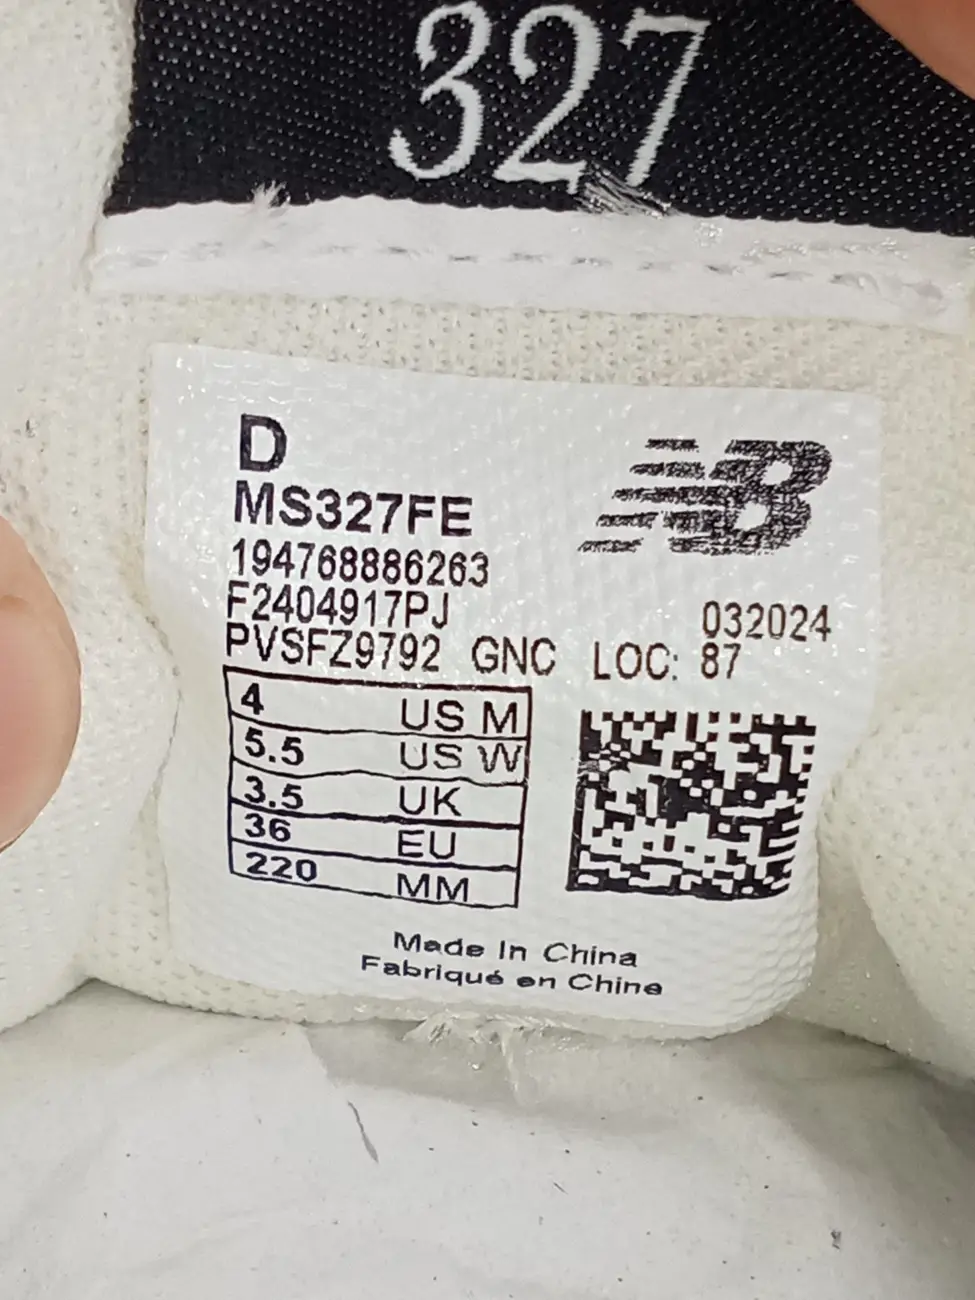 327
D
MS327FE
194768886263
F2404917PJ 032024
PVSFZ9792 GNC LOC: 87
4 US M
5.5 US W
3.5 UK
36 EU
220 MM
Made In China
Fabriqué en Chine